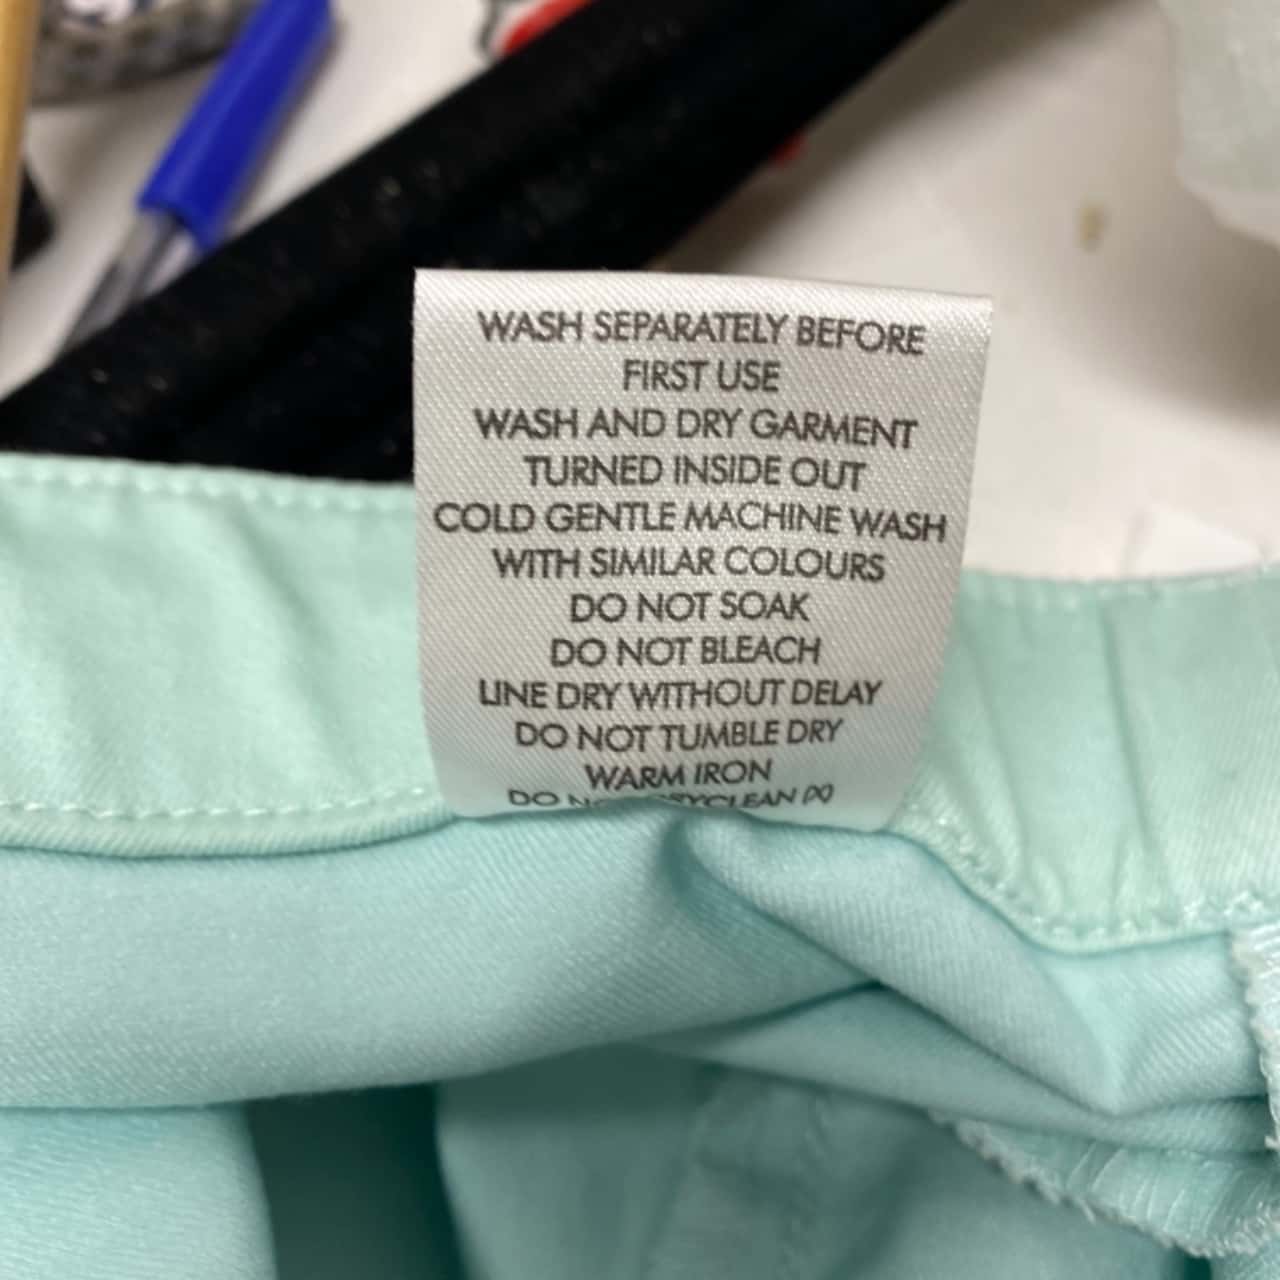 WASH SEPARATELY BEFORE
FIRST USE
WASH AND DRY GARMENT
TURNED INSIDE OUT
COLD GENTLE MACHINE WASH
WITH SIMILAR COLOURS
DO NOT SOAK
DO NOT BLEACH
LINE DRY WITHOUT DELAY
DO NOT TUMBLE DRY
WARM IRON
DO